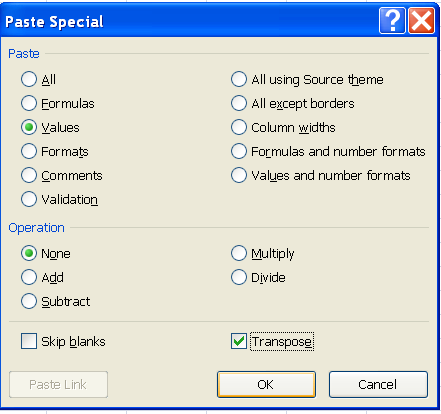 Paste Special
Paste
All
Formulas
Values
Formats
Comments
Validation
All using Source theme
All except borders
Column widths
Formulas and number formats
Values and number formats
Operation
None
Add
Subtract
Multiply
Divide
Skip blanks
Transpose
Paste Link
OK
Cancel